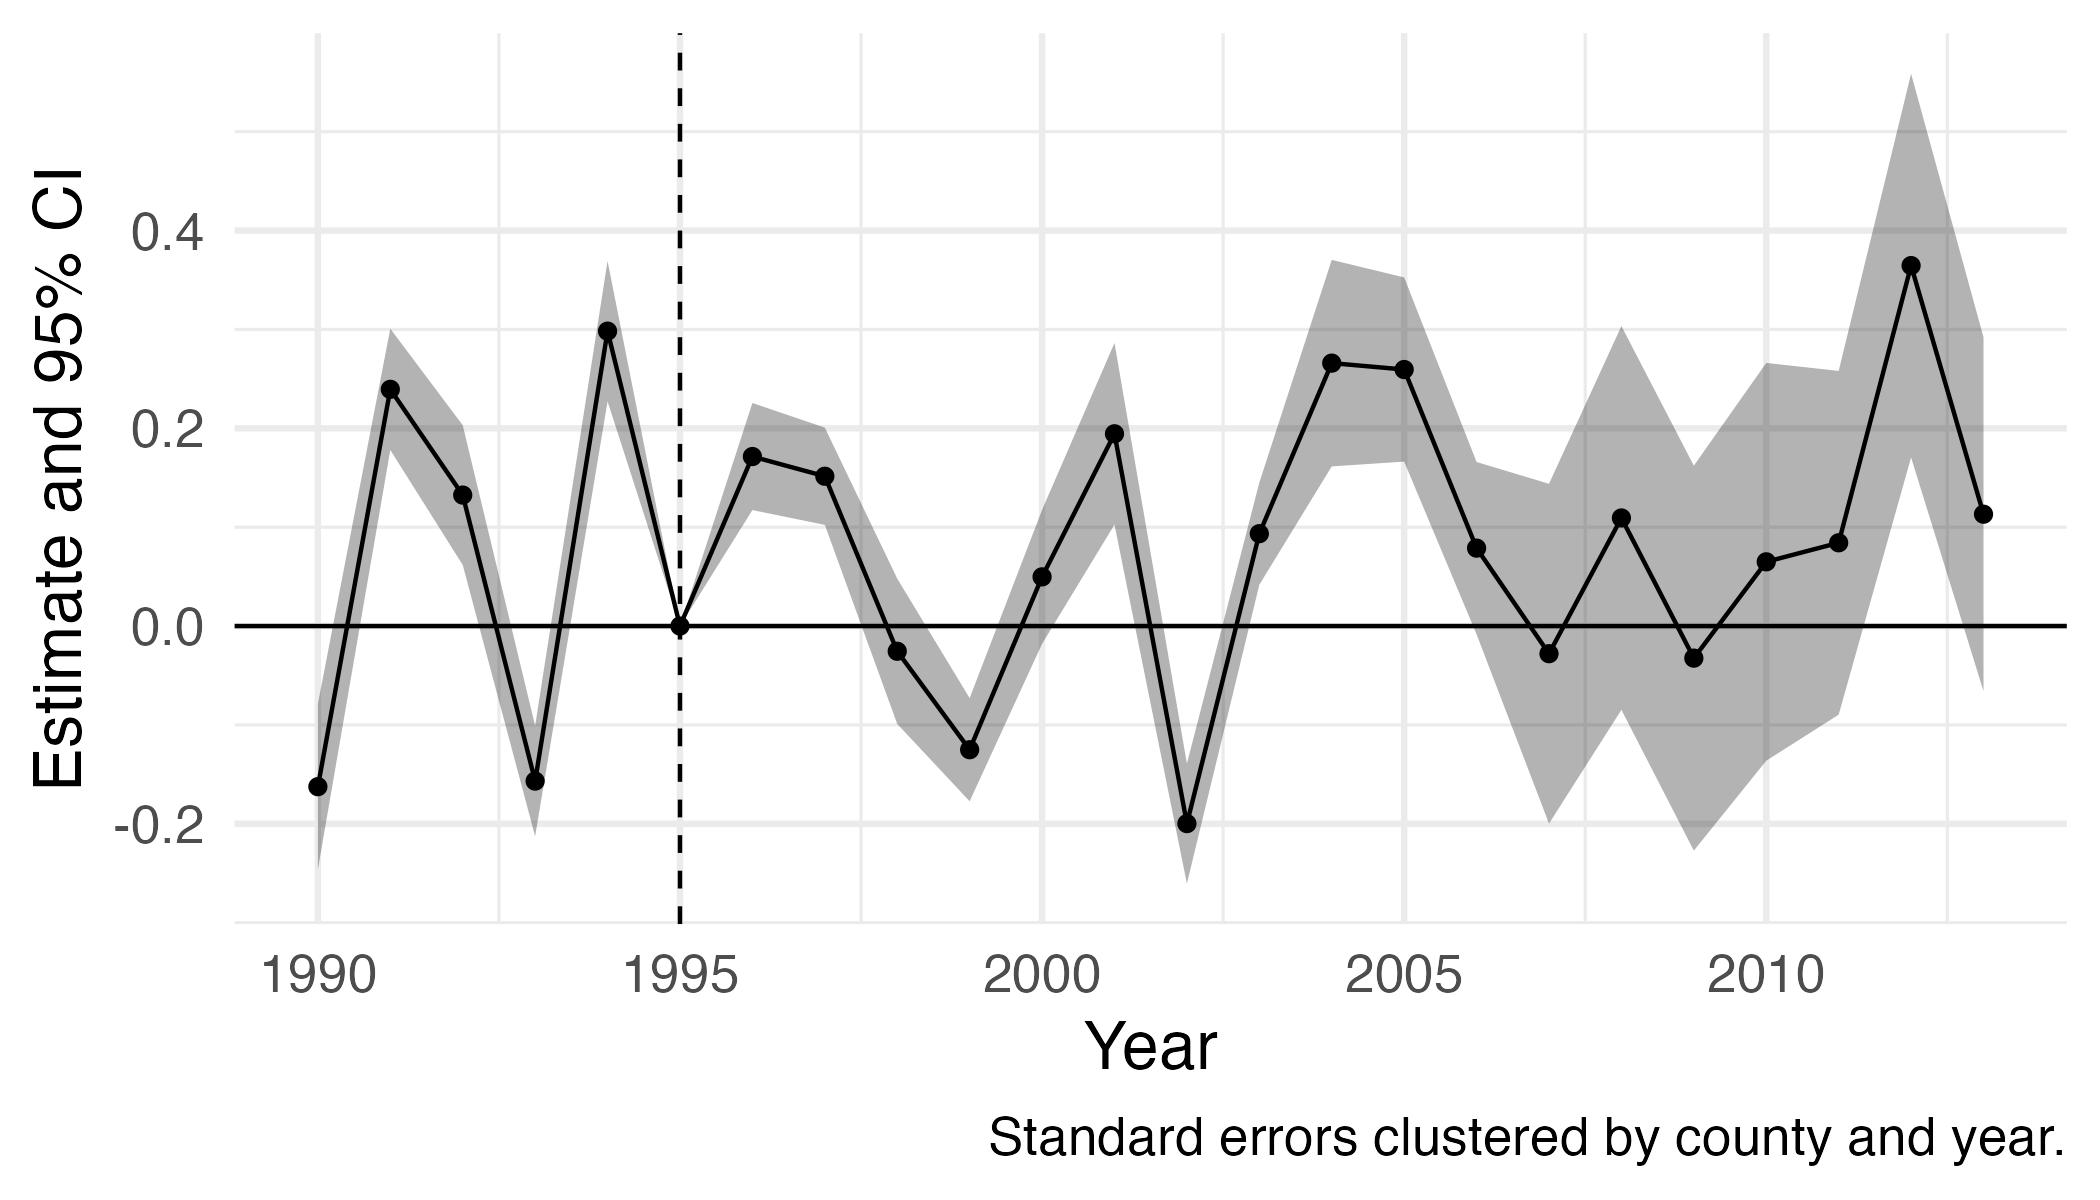 Estimate and 95% CI
0.4
0.2
0.0
-0.2
1990 1995 2000 2005 2010
Year
Standard errors clustered by county and year.